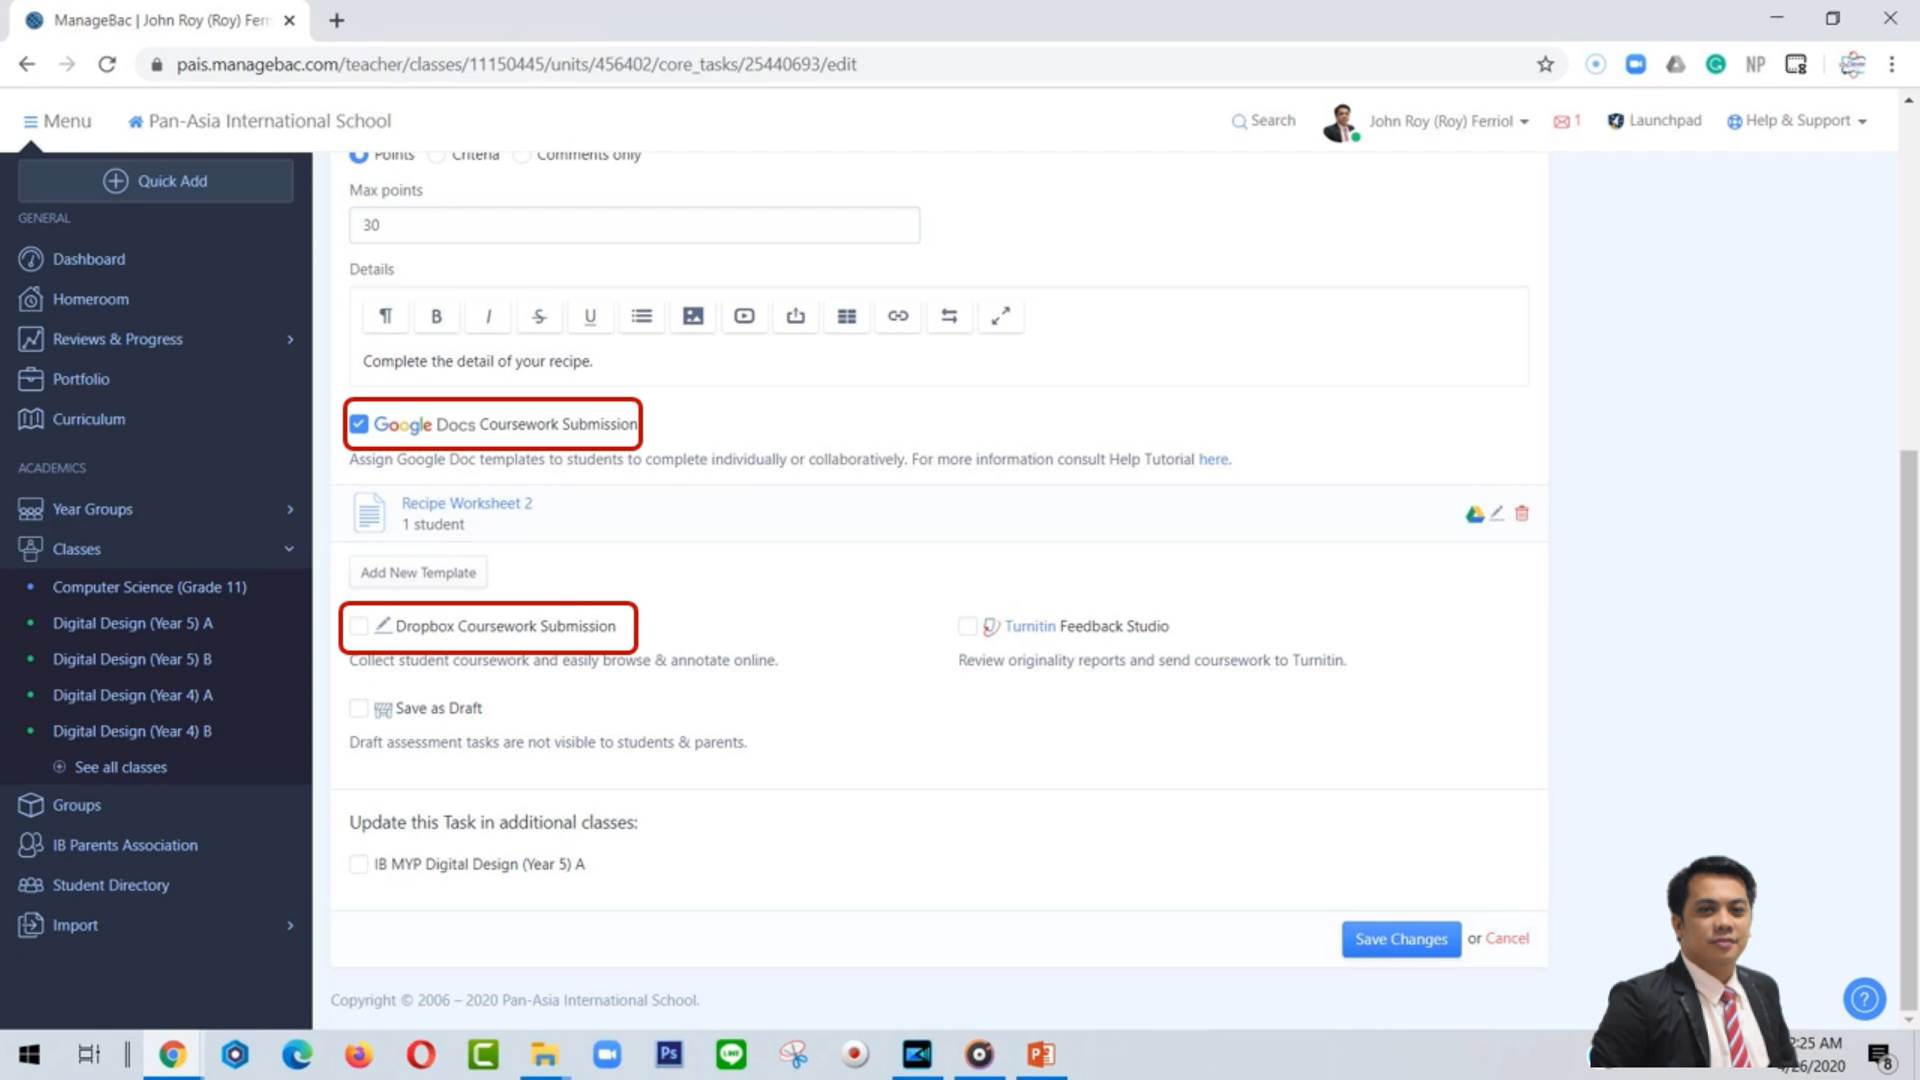 ManageBac | John Roy (Roy) Ferr
pais.managebac.com/teacher/classes/11150445/units/456402/core_tasks/25440693/edit
NP
Menu
Pan-Asia International School
Search
John Roy (Roy) Ferriol
1
Launchpad
Help & Support
Quick Add
GENERAL
Dashboard
Homeroom
Reviews & Progress
Portfolio
Curriculum
ACADEMICS
Year Groups
Classes
Computer Science (Grade 11)
Digital Design (Year 5) A
Digital Design (Year 5) B
Digital Design (Year 4) A
Digital Design (Year 4) B
See all classes
Groups
IB Parents Association
Student Directory
Import
Points Criteria Comments only
Max points
30
Details
B I S U
Complete the detail of your recipe.
Google Docs Coursework Submission
Assign Google Doc templates to students to complete individually or collaboratively. For more information consult Help Tutorial here.
Recipe Worksheet 2
1 student
Add New Template
Dropbox Coursework Submission
Collect student coursework and easily browse & annotate online.
Turnitin Feedback Studio
Review originality reports and send coursework to Turnitin.
Save as Draft
Draft assessment tasks are not visible to students & parents.
Update this Task in additional classes:
IB MYP Digital Design (Year 5) A
Save Changes or Cancel
Copyright © 2006 – 2020 Pan-Asia International School.
Ps
LINE
:25 AM
/26/2020
8